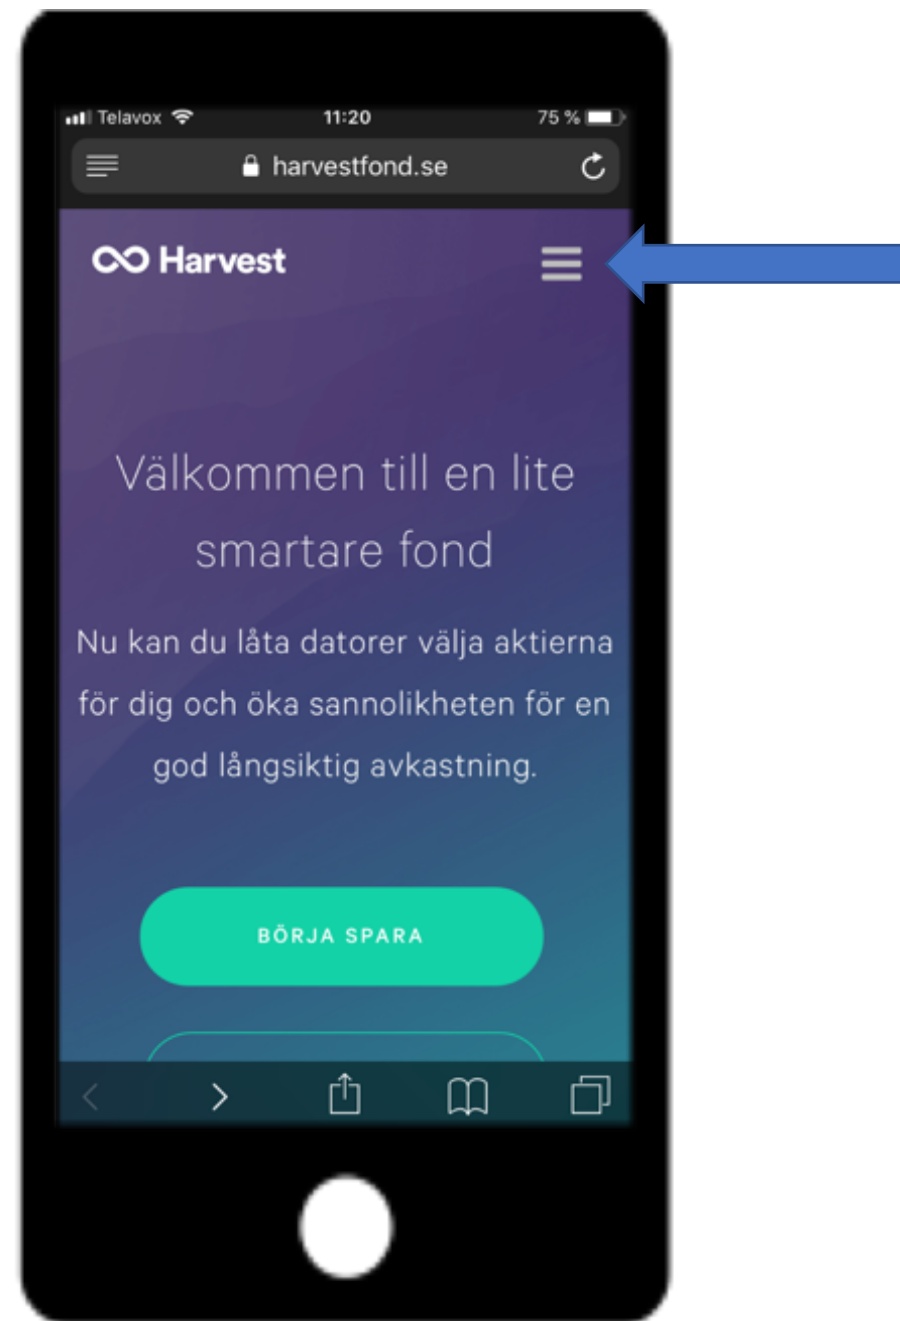 Telavox 11:20 75 %
harvestfond.se
Harvest
Välkommen till en lite
smartare fond
Nu kan du låta datorer välja aktierna
för dig och öka sannolikheten för en
god långsiktig avkastning.
BÖRJA SPARA